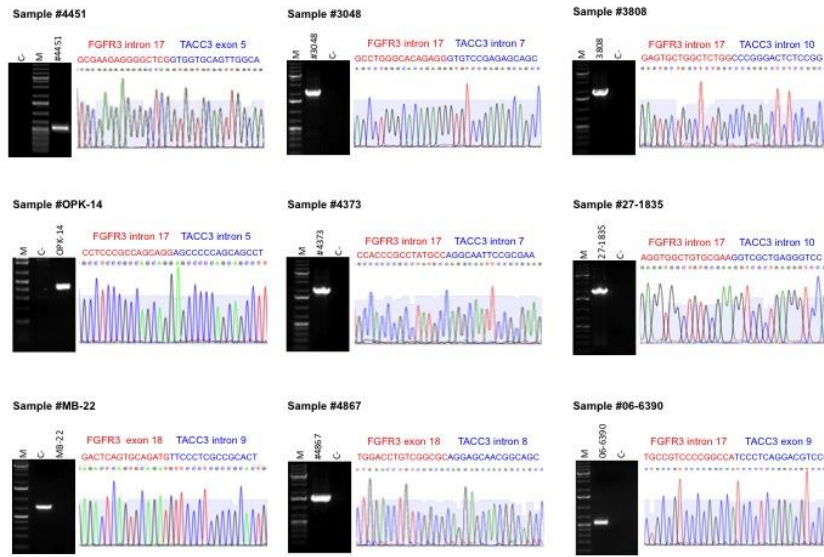 Sample #4451
C-
M
#4451
FGFR3 intron 17 TACC3 exon 5
GCGAAGAGGGGCTCGGTGGTGCAGTTGGCA
Sample #3048
M
#3048
C-
FGFR3 intron 17 TACC3 intron 7
GCCTGGGCACAGAGGGTGTCCGAGAGCAGC
Sample #3808
M
3808
C-
FGFR3 intron 17 TACC3 intron 10
GAGTGCTGGCTCTGGCCCGGGACTCTCCGG
Sample #OPK-14
M
C-
OPK-14
FGFR3 intron 17 TACC3 intron 5
CCTCCCGCCAGCAGGAGCCCCCAGCAGCCT
Sample #4373
M
#4373
C-
FGFR3 intron 17 TACC3 intron 7
CCACCCGCCTATGCCAGGCAATTCCGCGAA
Sample #27-1835
M
27-1835
C-
FGFR3 intron 17 TACC3 intron 10
AGGTGGCTGTGCGAAGGTCGCTGAGGGTCC
Sample #MB-22
M
C-
MB-22
FGFR3 exon 18 TACC3 intron 9
GACTCAGTGCAGATGTTCCCTCGCCGCACT
Sample #4867
M
#4867
C-
FGFR3 exon 18 TACC3 intron 8
TGGACCTGTCGGCGCAGGAGCAACGGCAGC
Sample #06-6390
M
06-6390
C-
FGFR3 intron 17 TACC3 exon 9
TGCCGTCCCCGGCCATCCCTCAGGACGTCC